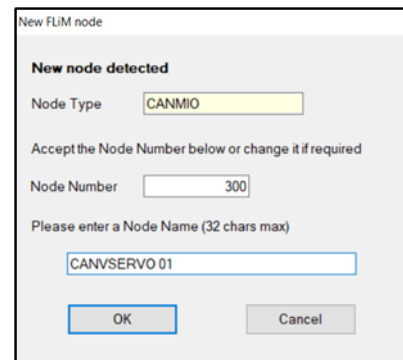 New FLiM node
New node detected
Node Type CANMIO
Accept the Node Number below or change it if required
Node Number 300
Please enter a Node Name (32 chars max)
CANVSERVO 01
OK Cancel